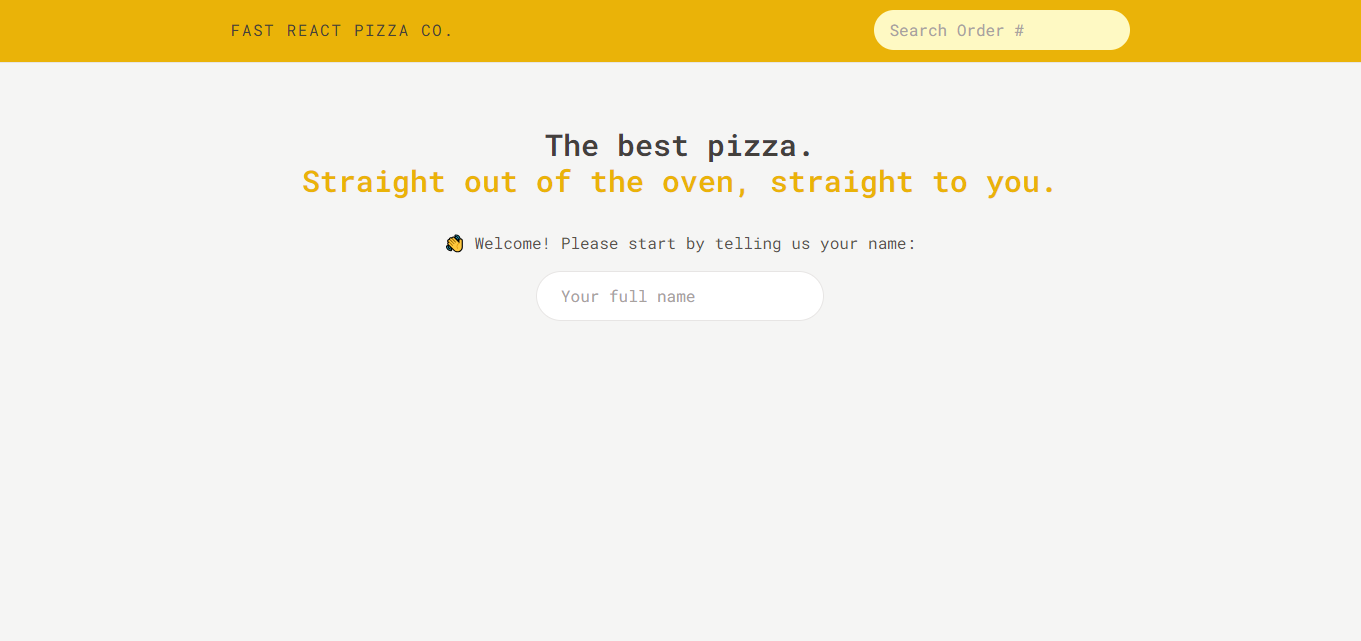 FAST REACT PIZZA CO.
Search Order #
The best pizza.
Straight out of the oven, straight to you.
👋 Welcome! Please start by telling us your name:
Your full name